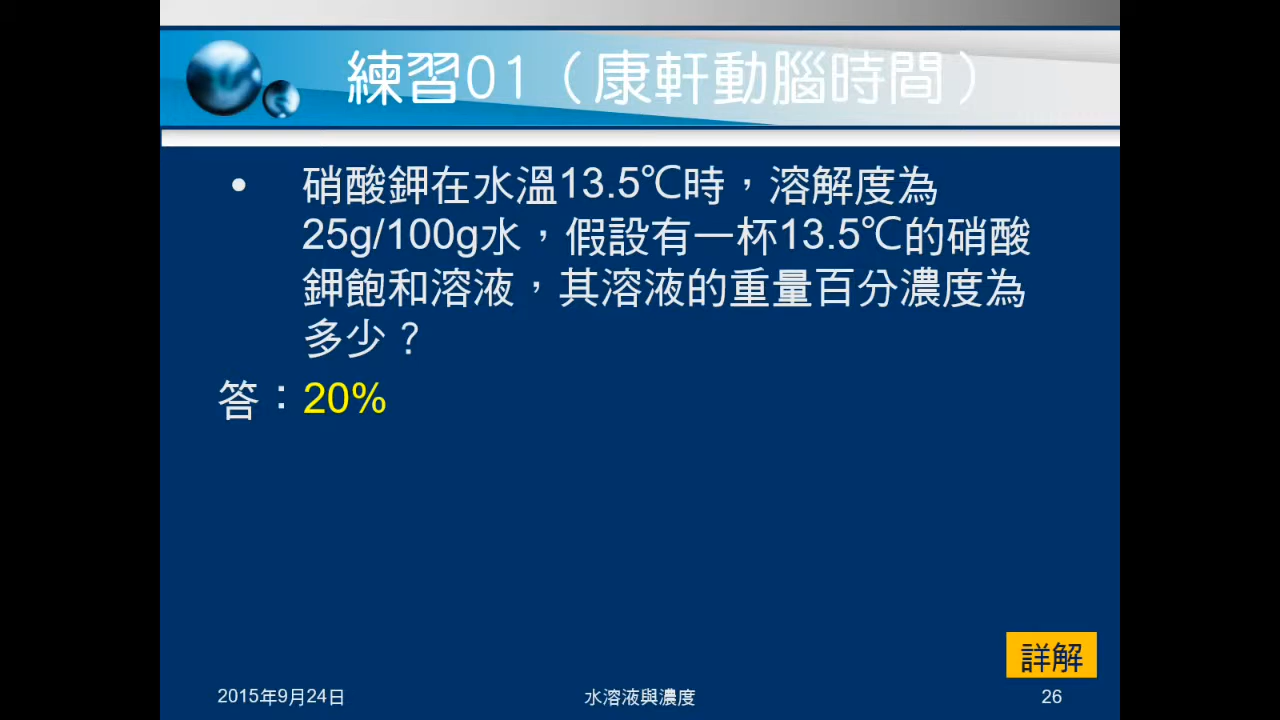 練習01（康軒動腦時間）
• 硝酸鉀在水溫13.5℃時，溶解度為
25g/100g水，假設有一杯13.5℃的硝酸
鉀飽和溶液，其溶液的重量百分濃度為
多少？
答：20%
詳解
2015年9月24日 水溶液與濃度 26